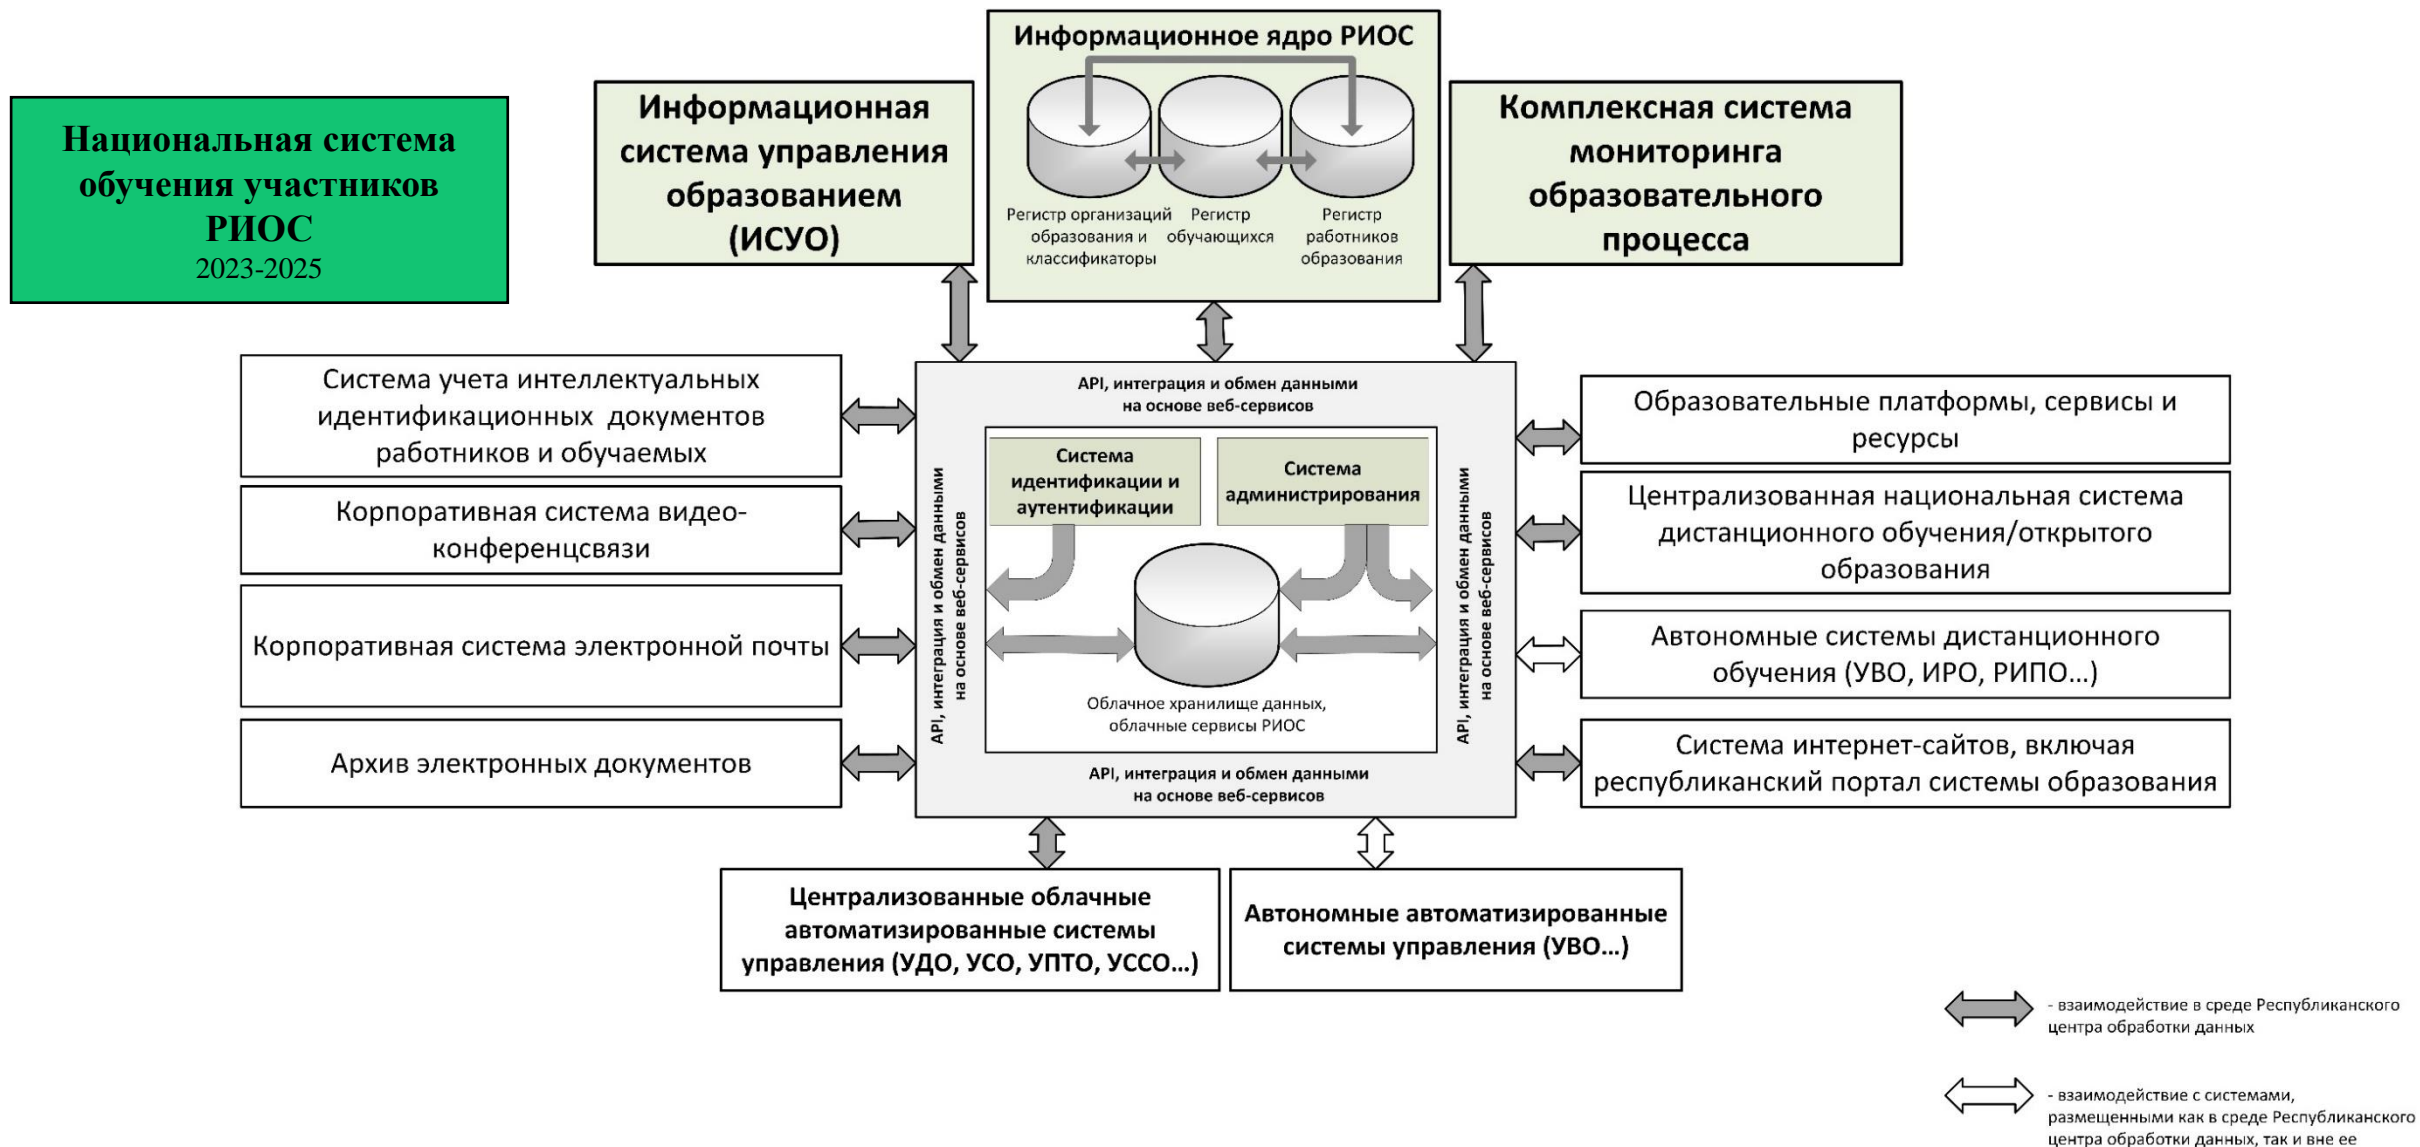 Национальная система
обучения участников
РИОС
2023-2025
Информационная
система управления
образованием
(ИСУО)
Информационное ядро РИОС
Регистр организаций
образования и
классификаторы
Регистр
обучающихся
Регистр
работников
образования
Комплексная система
мониторинга
образовательного
процесса
Система учета интеллектуальных
идентификационных документов
работников и обучаемых
Корпоративная система видео-
конференцсвязи
Корпоративная система электронной почты
Архив электронных документов
API, интеграция и обмен данными
на основе веб-сервисов
API, интеграция и обмен данными
на основе веб-сервисов
Система
идентификации и
аутентификации
Система
администрирования
Облачное хранилище данных,
облачные сервисы РИОС
API, интеграция и обмен данными
на основе веб-сервисов
API, интеграция и обмен данными
на основе веб-сервисов
Образовательные платформы, сервисы и
ресурсы
Централизованная национальная система
дистанционного обучения/открытого
образования
Автономные системы дистанционного
обучения (УВО, ИРО, РИПО...)
Система интернет-сайтов, включая
республиканский портал системы образования
Централизованные облачные
автоматизированные системы
управления (УДО, УСО, УПТО, УССО...)
Автономные автоматизированные
системы управления (УВО...)
- взаимодействие в среде Республиканского
центра обработки данных
- взаимодействие с системами,
размещенными как в среде Республиканского
центра обработки данных, так и вне ее